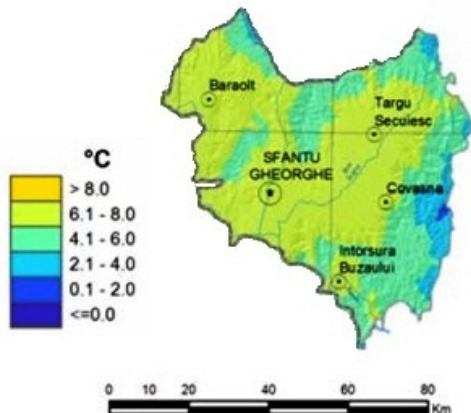 Baraolt
Targu
Secuiesc
°C
SFANTU
GHEORGHE
> 8.0
6.1 - 8.0
Covasna
4.1 - 6.0
2.1 - 4.0
Intorsura
Buzaului
0.1 - 2.0
<=0.0
0 20 40 60 80
Km